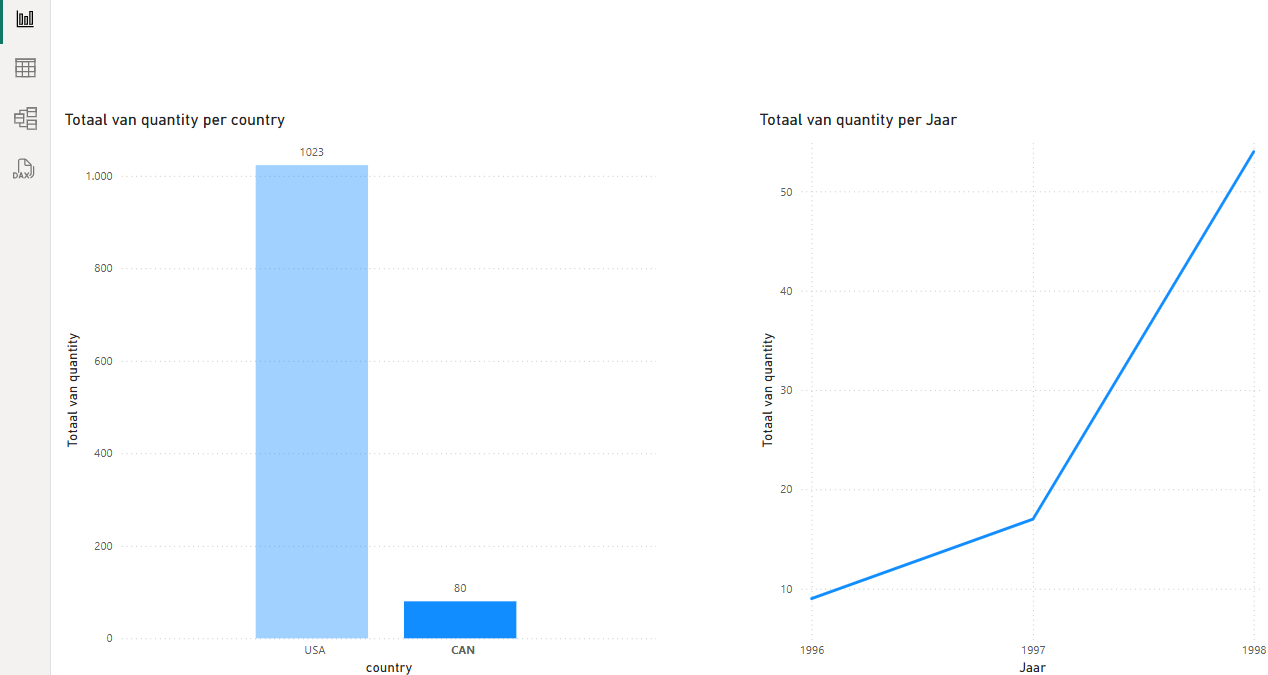 DAX
Totaal van quantity per country
Totaal van quantity
1.000
800
600
400
200
0
1023
80
USA
CAN
country
Totaal van quantity per Jaar
Totaal van quantity
50
40
30
20
10
1996
1997
1998
Jaar